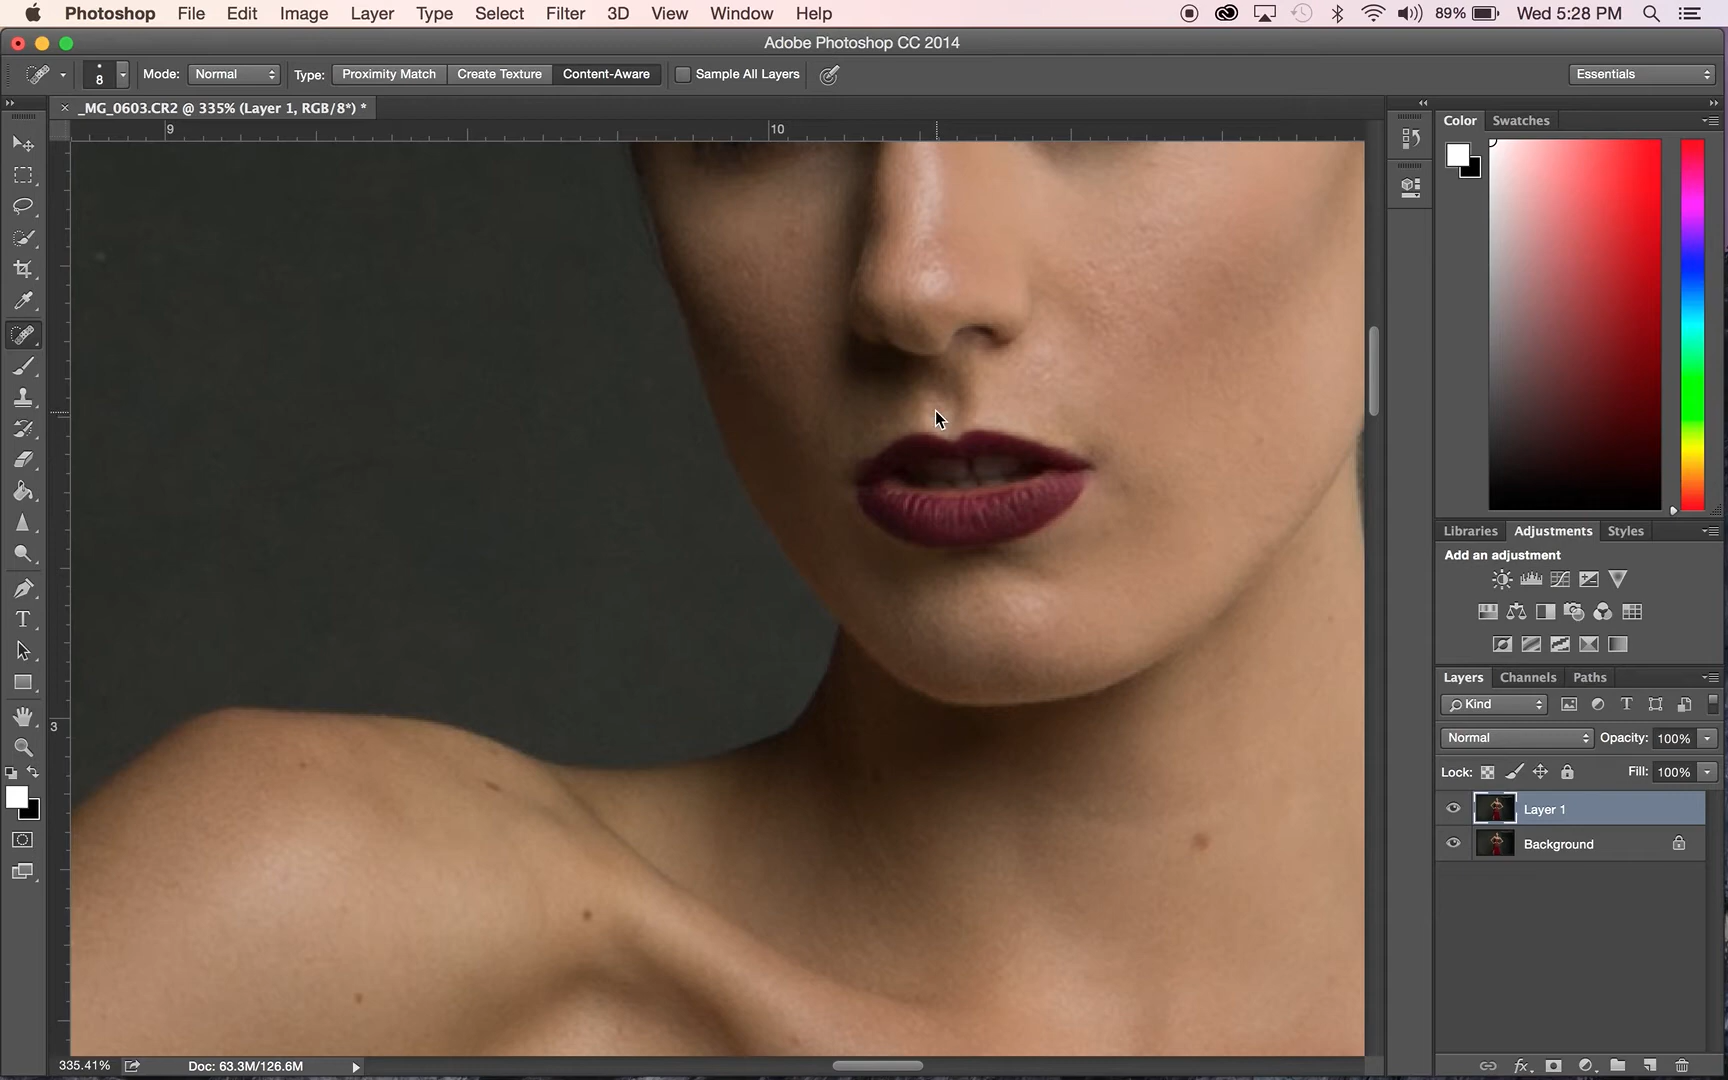 Photoshop File Edit Image Layer Type Select Filter 3D View Window Help 89% Wed 5:28 PM
Adobe Photoshop CC 2014
8 Mode: Normal Type: Proximity Match Create Texture Content-Aware Sample All Layers Essentials
_MG_0603.CR2 @ 335% (Layer 1, RGB/8*) *
9 10
3
Color Swatches
Libraries Adjustments Styles
Add an adjustment
Layers Channels Paths
Kind T
Normal Opacity: 100%
Lock: Fill: 100%
Layer 1
Background
T
335.41% Doc: 63.3M/126.6M
fx